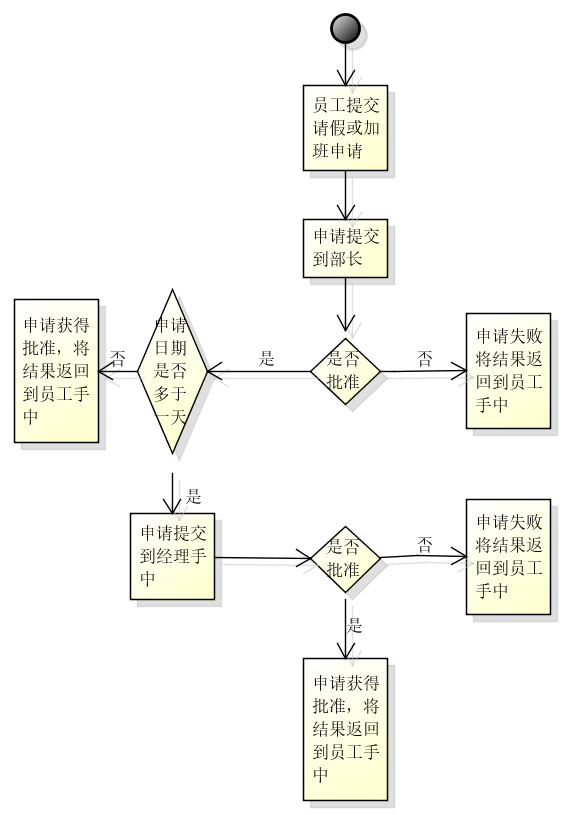 员工提交
请假或加
班申请
申请提交
到部长
申请获得
批准，将
结果返回
到员工手
中
否
申请
日期
是否
多于
一天
是
是否
批准
否
申请失败
将结果返
回到员工
手中
是
申请提交
到经理手
中
是否
批准
否
申请失败
将结果返
回到员工
手中
是
申请获得
批准，将
结果返回
到员工手
中